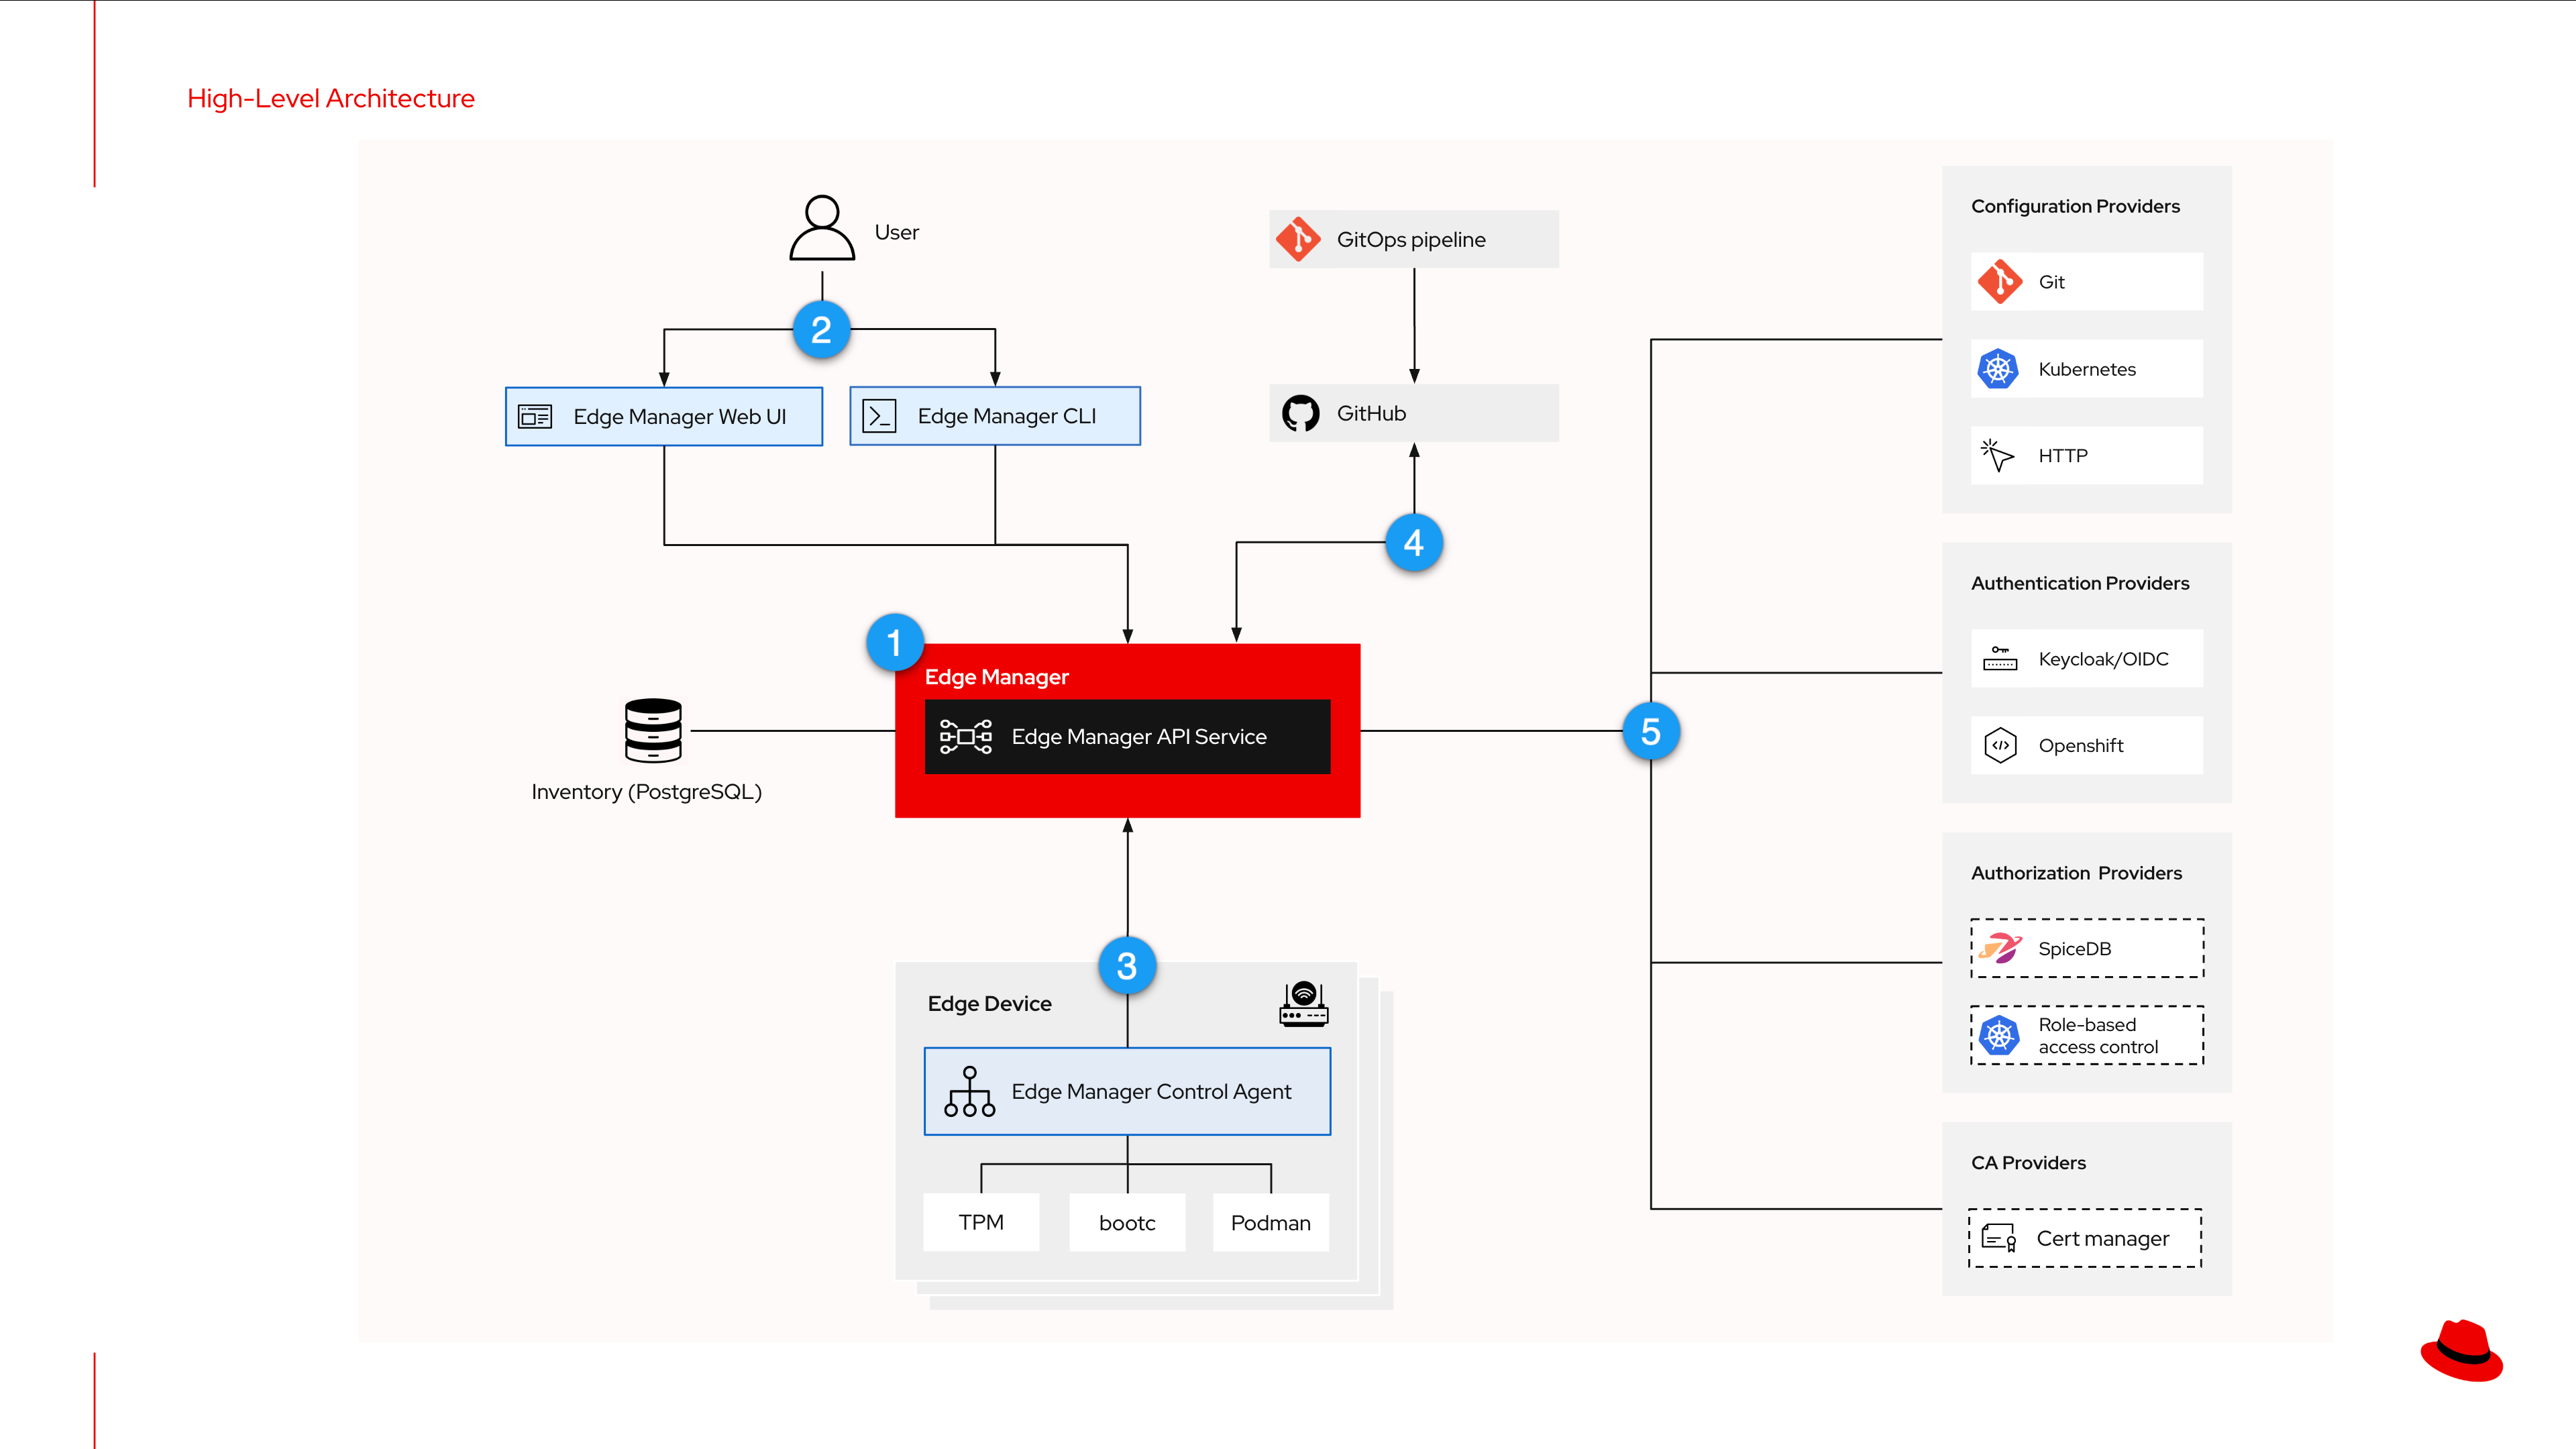 High-Level Architecture
User
2
Edge Manager Web UI
Edge Manager CLI
GitOps pipeline
GitHub
4
1
Edge Manager
Edge Manager API Service
Inventory (PostgreSQL)
3
Edge Device
Edge Manager Control Agent
TPM
bootc
Podman
5
Configuration Providers
Git
Kubernetes
HTTP
Authentication Providers
Keycloak/OIDC
Openshift
Authorization Providers
SpiceDB
Role-based
access control
CA Providers
Cert manager